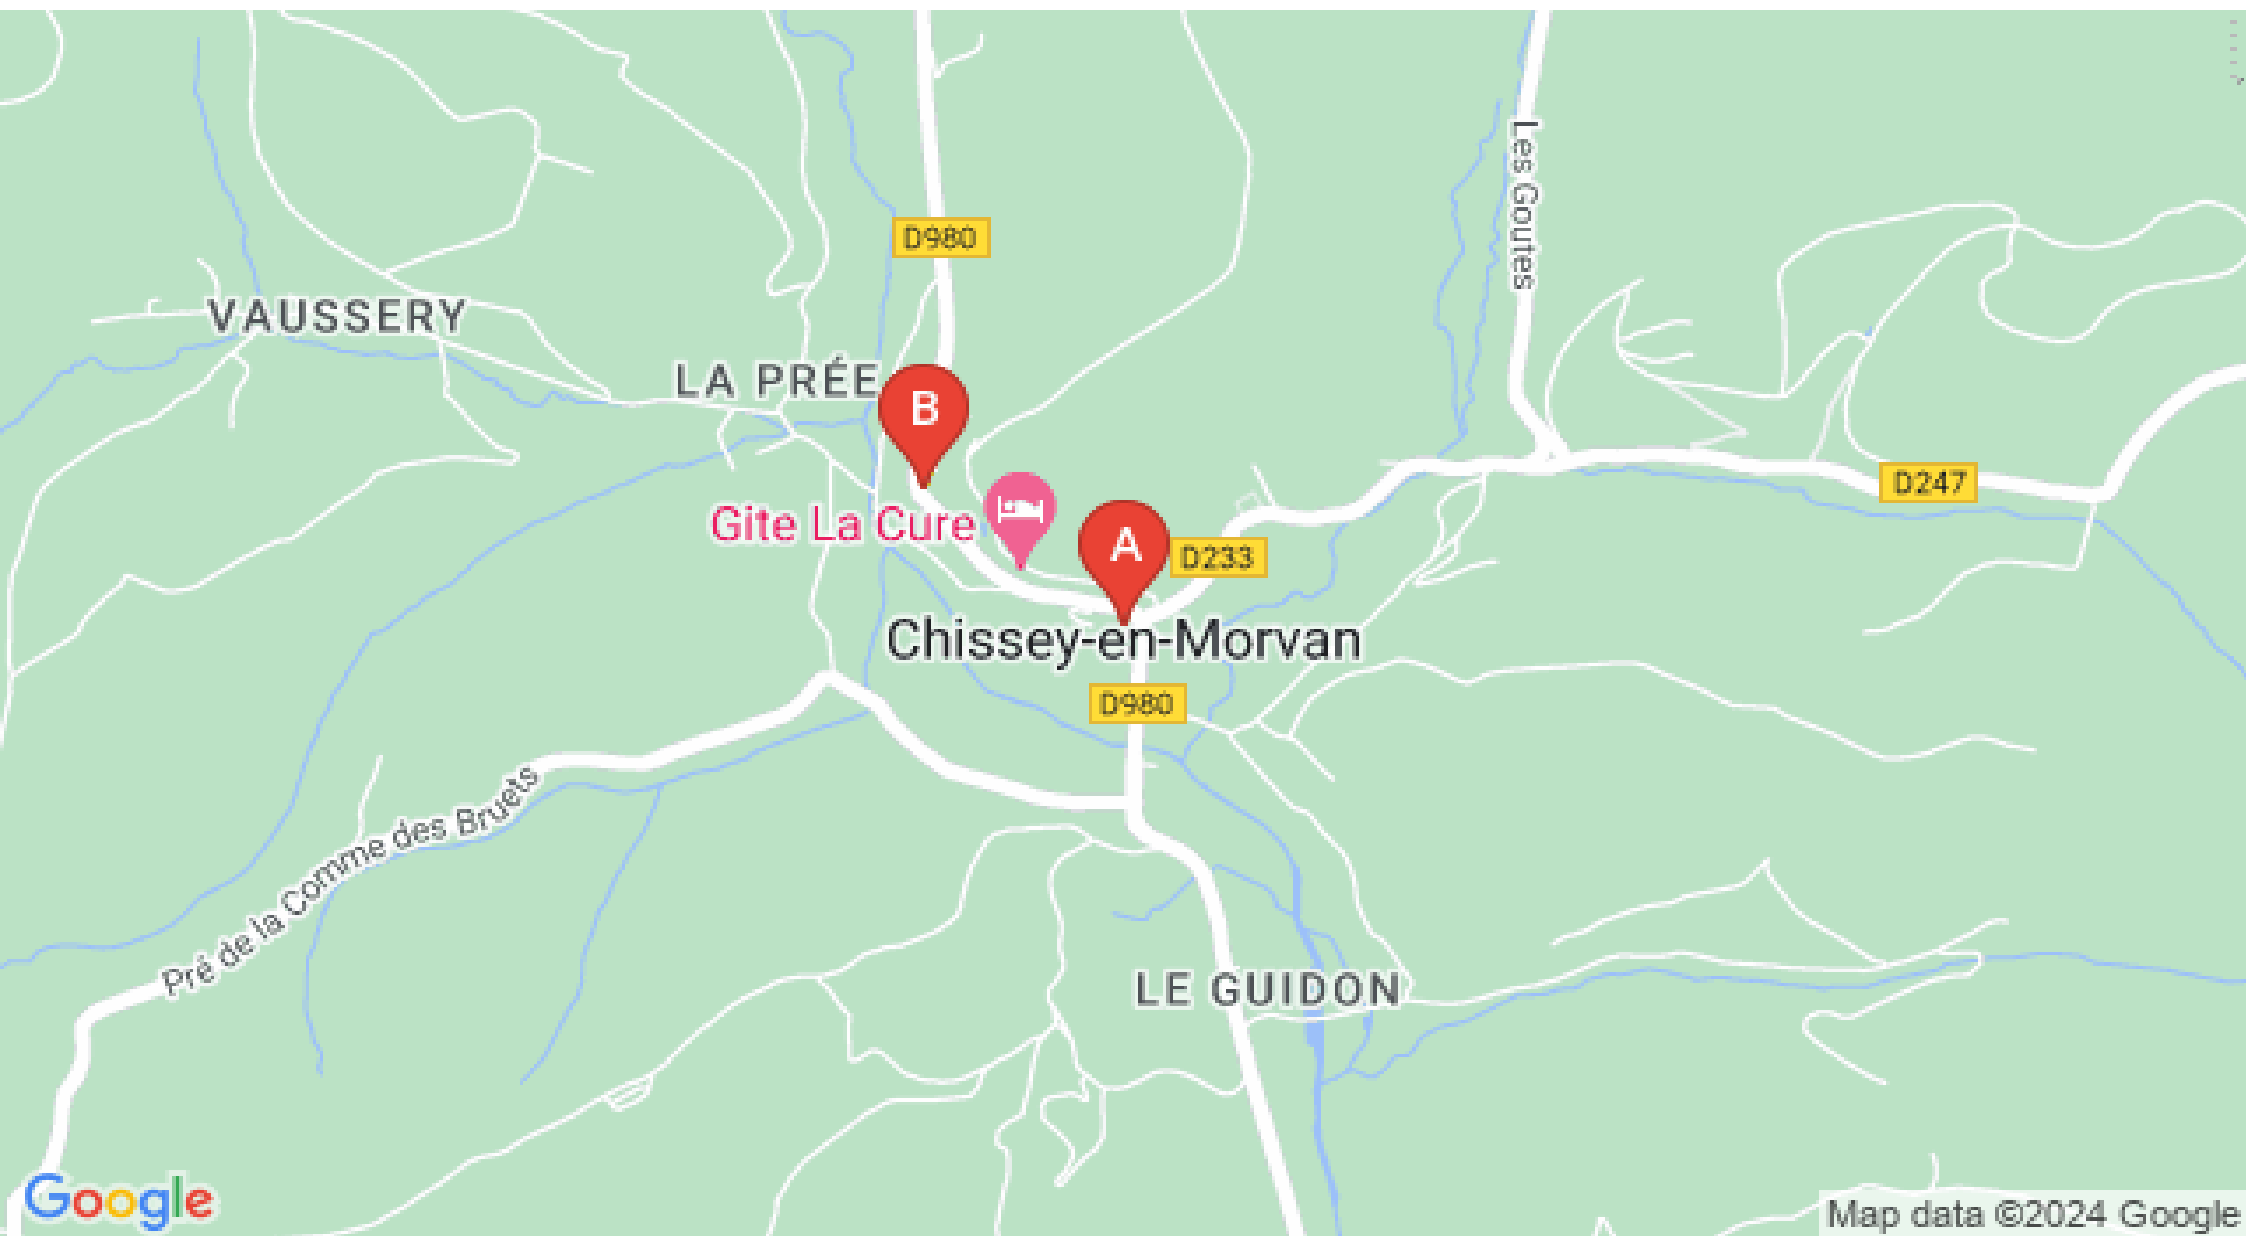 Les Goutes
D980
VAUSSERY
LA PRÉE
B
D247
Gite La Cure
A
D233
Chissey-en-Morvan
D980
Pré de la Comme des Bruets
LE GUIDON
Google
Map data ©2024 Google